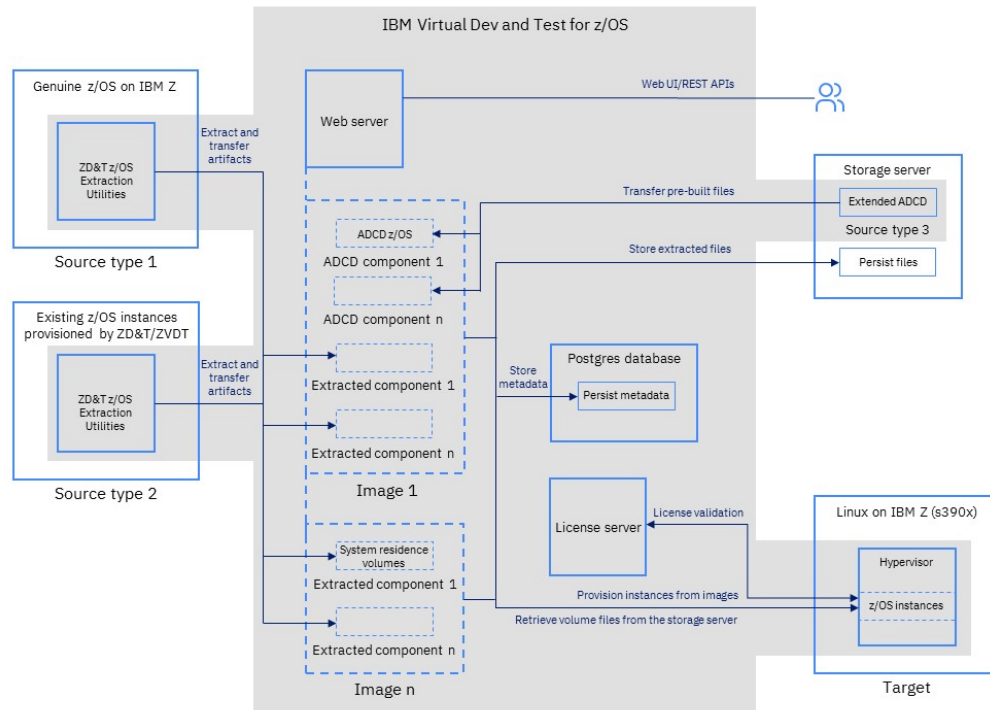 IBM Virtual Dev and Test for z/OS
Genuine z/OS on IBM Z
ZD&T z/OS
Extraction
Utilities
Source type 1
Extract and
transfer
artifacts
Existing z/OS instances
provisioned by ZD&T/ZVDT
ZD&T z/OS
Extraction
Utilities
Source type 2
Extract and
transfer
artifacts
Web server
Web UI/REST APIs
ADCD z/OS
ADCD component 1
ADCD component n
Extracted component 1
Extracted component n
Image 1
System residence
volumes
Extracted component 1
Extracted component n
Image n
Transfer pre-built files
Store extracted files
Storage server
Extended ADCD
Source type 3
Persist files
Store
metadata
Postgres database
Persist metadata
License server
License validation
Provision instances from images
Retrieve volume files from the storage server
Linux on IBM Z (s390x)
Hypervisor
z/OS instances
Target